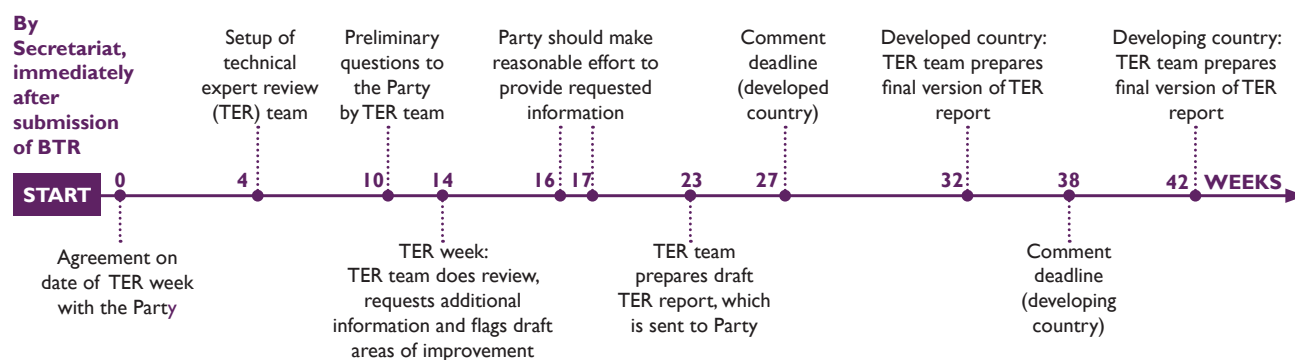 By
Secretariat,
immediately
after
submission
of BTR
Setup of
technical
expert review
(TER) team
Preliminary
questions to
the Party
by TER team
Party should make
reasonable effort to
provide requested
information
Comment
deadline
(developed
country)
Developed country:
TER team prepares
final version of TER
report
Developing country:
TER team prepares
final version of TER
report
START 0 4 10 14 16 17 23 27 32 38 42 WEEKS
Agreement on
date of TER week
with the Party
TER week:
TER team does review,
requests additional
information and flags draft
areas of improvement
TER team
prepares draft
TER report, which
is sent to Party
Comment
deadline
(developing
country)